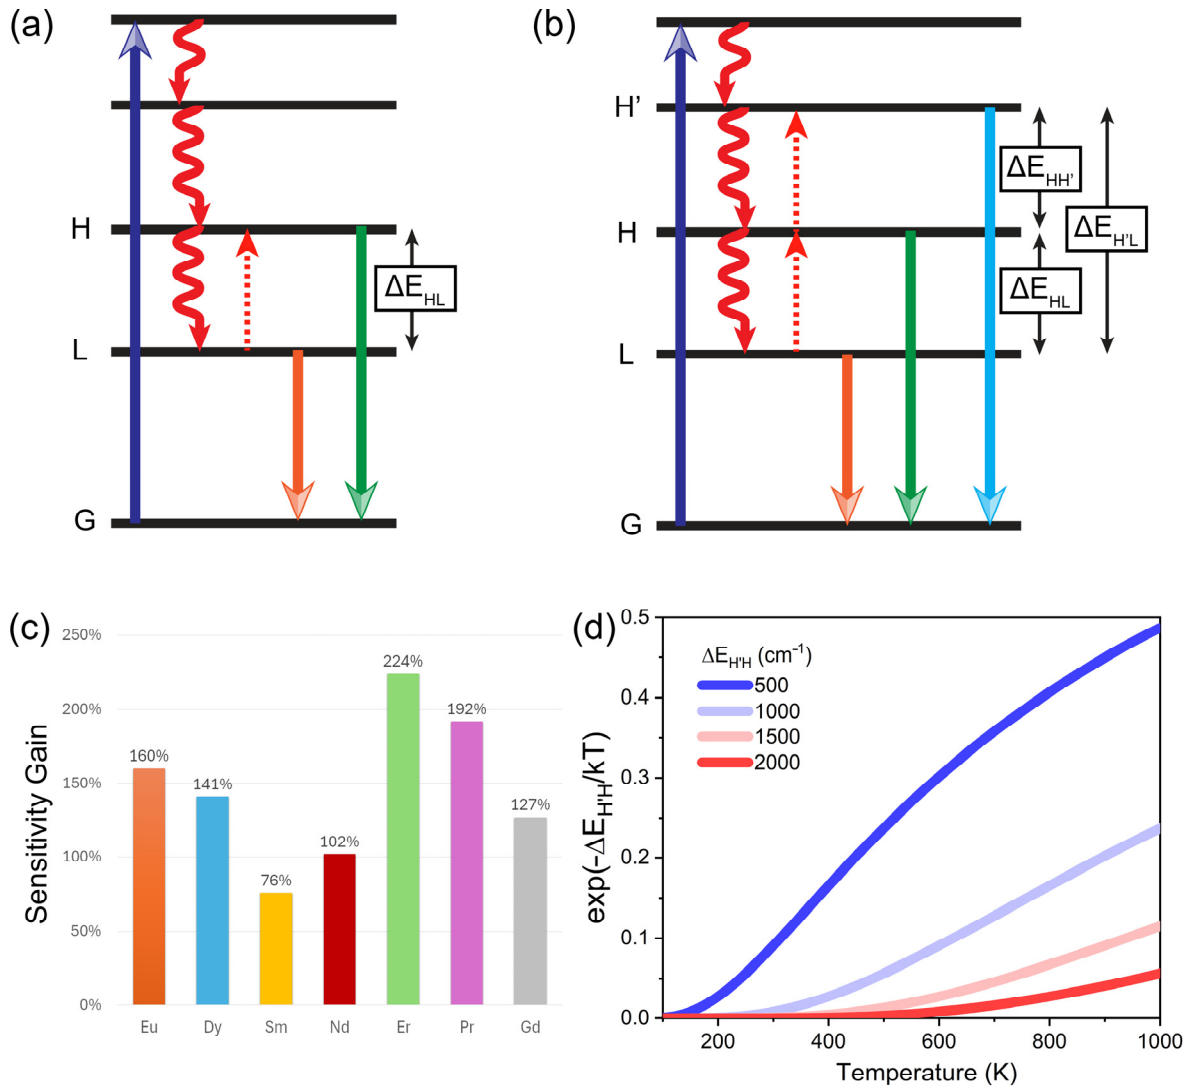 (a)
H
L
G
ΔE_HL
(b)
H'
H
L
G
ΔE_HH'
ΔE_H'L
ΔE_HL
(c)
Sensitivity Gain
250%
200%
150%
100%
50%
0%
160%
141%
76%
102%
224%
192%
127%
Eu Dy Sm Nd Er Pr Gd
(d)
exp(-ΔE_H'H/kT)
0.5
0.4
0.3
0.2
0.1
0.0
ΔE_H'H (cm⁻¹)
500
1000
1500
2000
200 400 600 800 1000
Temperature (K)